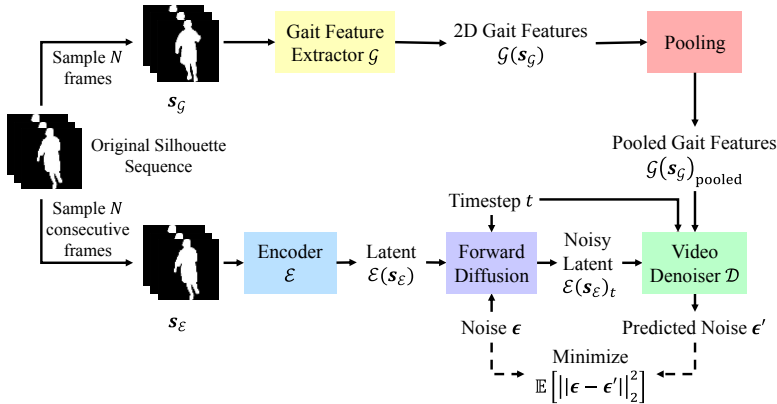 Sample N
frames
𝒔_𝒢
Gait Feature
Extractor 𝒢
2D Gait Features
𝒢(𝒔_𝒢)
Pooling
Original Silhouette
Sequence
Pooled Gait Features
𝒢(𝒔_𝒢)_pooled
Sample N
consecutive
frames
𝒔_ℰ
Encoder
ℰ
Latent
ℰ(𝒔_ℰ)
Timestep t
Forward
Diffusion
Noisy
Latent
ℰ(𝒔_ℰ)_t
Video
Denoiser 𝒟
Noise ϵ
Predicted Noise ϵ′
Minimize
𝔼[||ϵ − ϵ′||₂²]